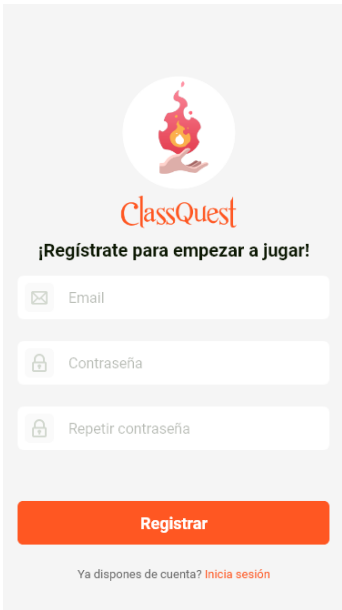 ClassQuest
¡Regístrate para empezar a jugar!
Email
Contraseña
Repetir contraseña
Registrar
Ya dispones de cuenta? Inicia sesión